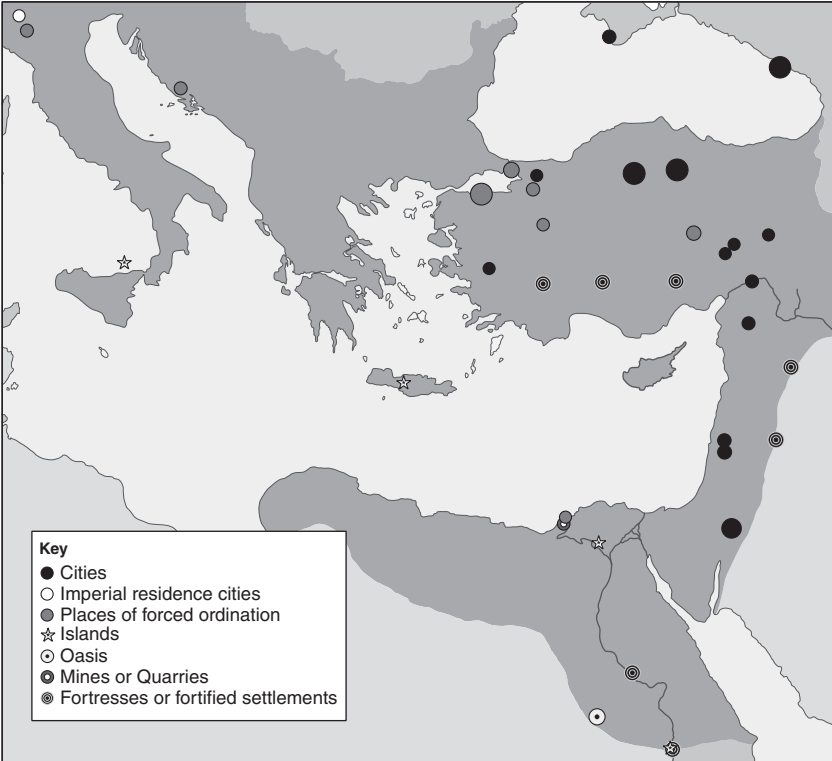 Key
Cities
Imperial residence cities
Places of forced ordination
Islands
Oasis
Mines or Quarries
Fortresses or fortified settlements